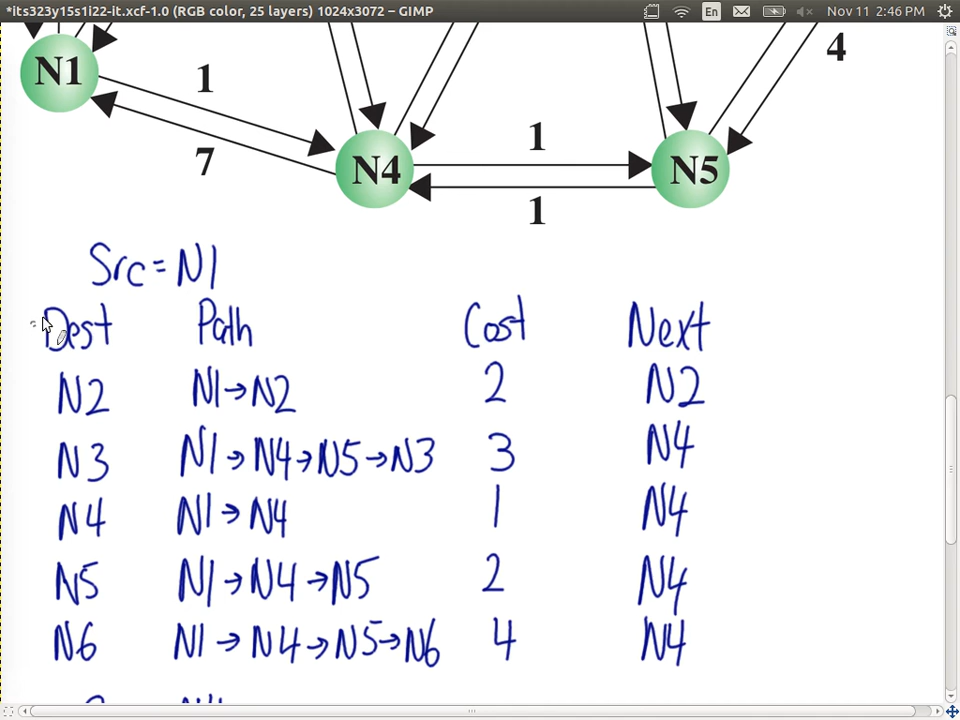 *its323y15s1i22-it.xcf-1.0 (RGB color, 25 layers) 1024x3072 – GIMP En Nov 11 2:46 PM
4
N1
1
7
N4
1
N5
1
Src = N1
Dest Path Cost Next
N2 N1→N2 2 N2
N3 N1→N4→N5→N3 3 N4
N4 N1→N4 1 N4
N5 N1→N4→N5 2 N4
N6 N1→N4→N5→N6 4 N4